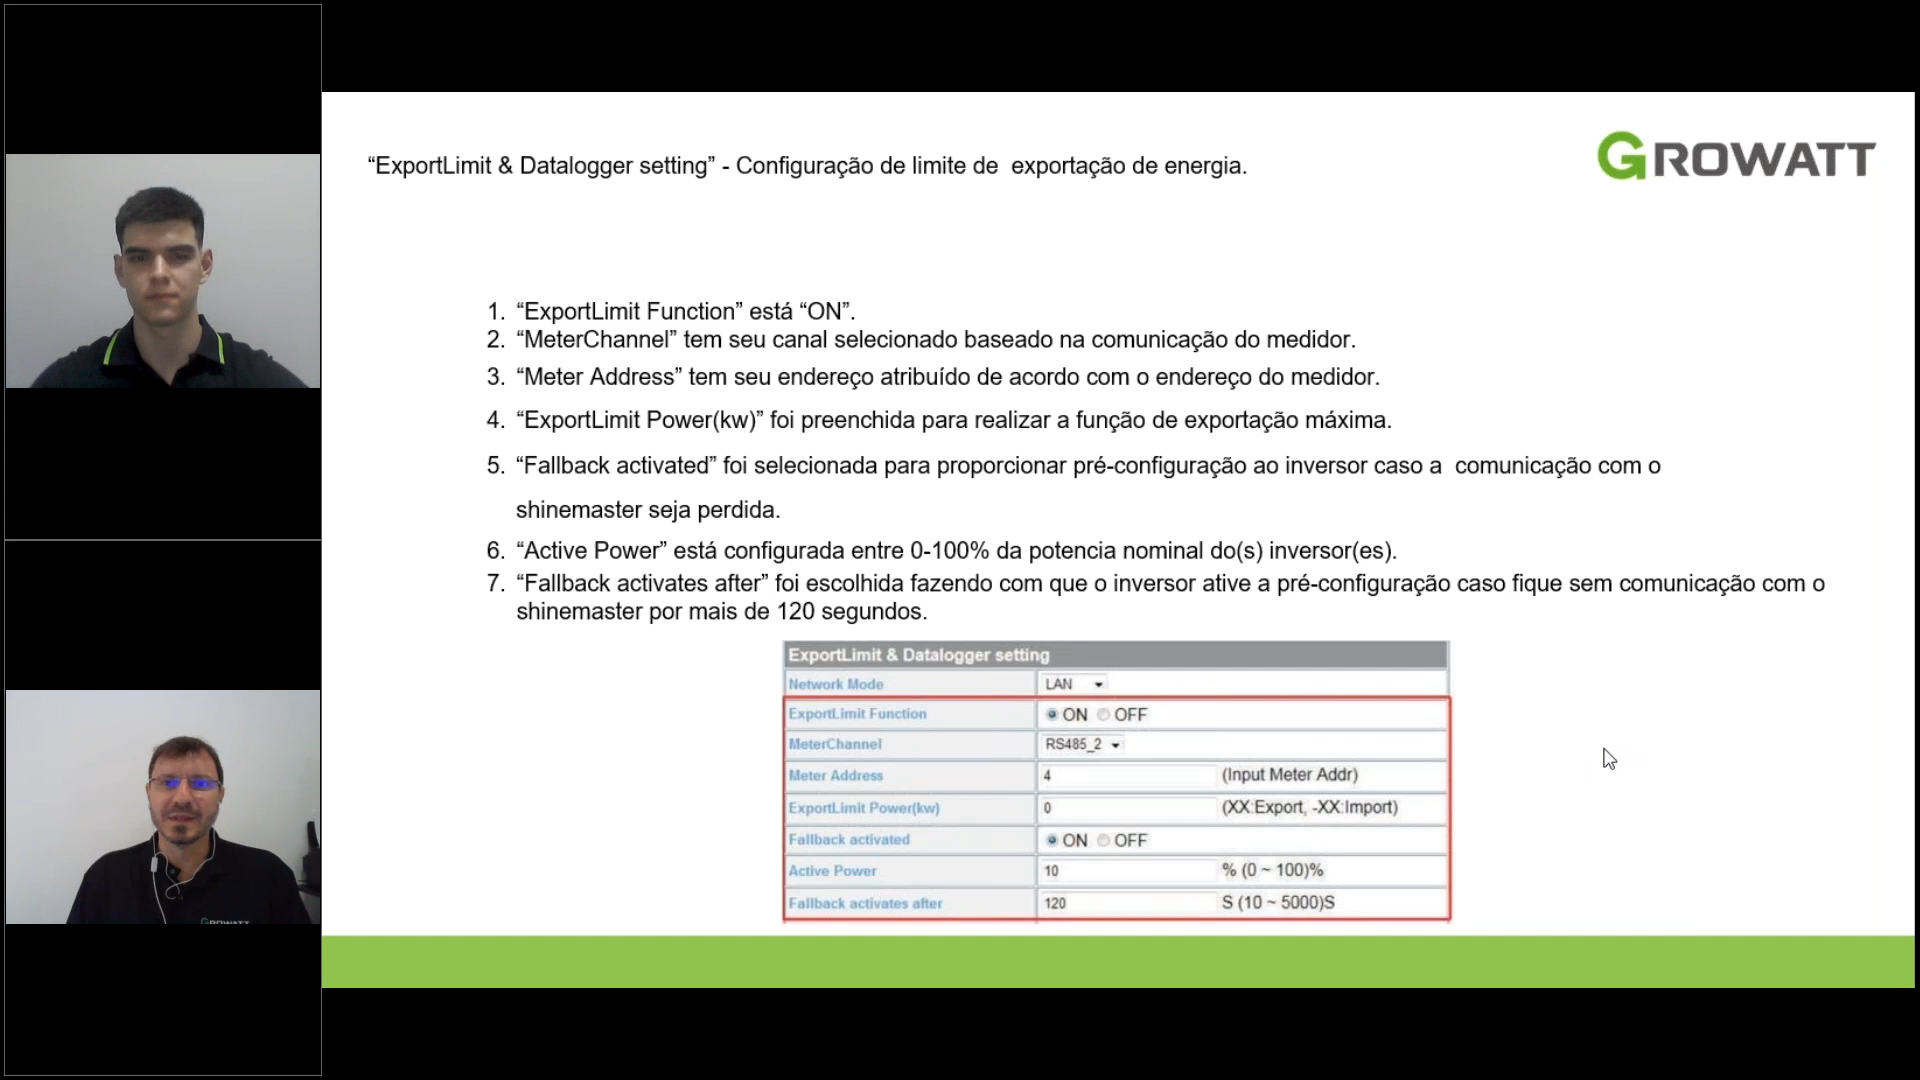 “ExportLimit & Datalogger setting” - Configuração de limite de exportação de energia.
GROWATT
1. “ExportLimit Function” está “ON”.
2. “MeterChannel” tem seu canal selecionado baseado na comunicação do medidor.
3. “Meter Address” tem seu endereço atribuído de acordo com o endereço do medidor.
4. “ExportLimit Power(kw)” foi preenchida para realizar a função de exportação máxima.
5. “Fallback activated” foi selecionada para proporcionar pré-configuração ao inversor caso a comunicação com o
shinemaster seja perdida.
6. “Active Power” está configurada entre 0-100% da potencia nominal do(s) inversor(es).
7. “Fallback activates after” foi escolhida fazendo com que o inversor ative a pré-configuração caso fique sem comunicação com o
shinemaster por mais de 120 segundos.
ExportLimit & Datalogger setting
Network Mode LAN
ExportLimit Function ON OFF
MeterChannel RS485_2
Meter Address 4 (Input Meter Addr)
ExportLimit Power(kw) 0 (XX:Export, -XX:Import)
Fallback activated ON OFF
Active Power 10 % (0 ~ 100)%
Fallback activates after 120 S (10 ~ 5000)S
GROWATT